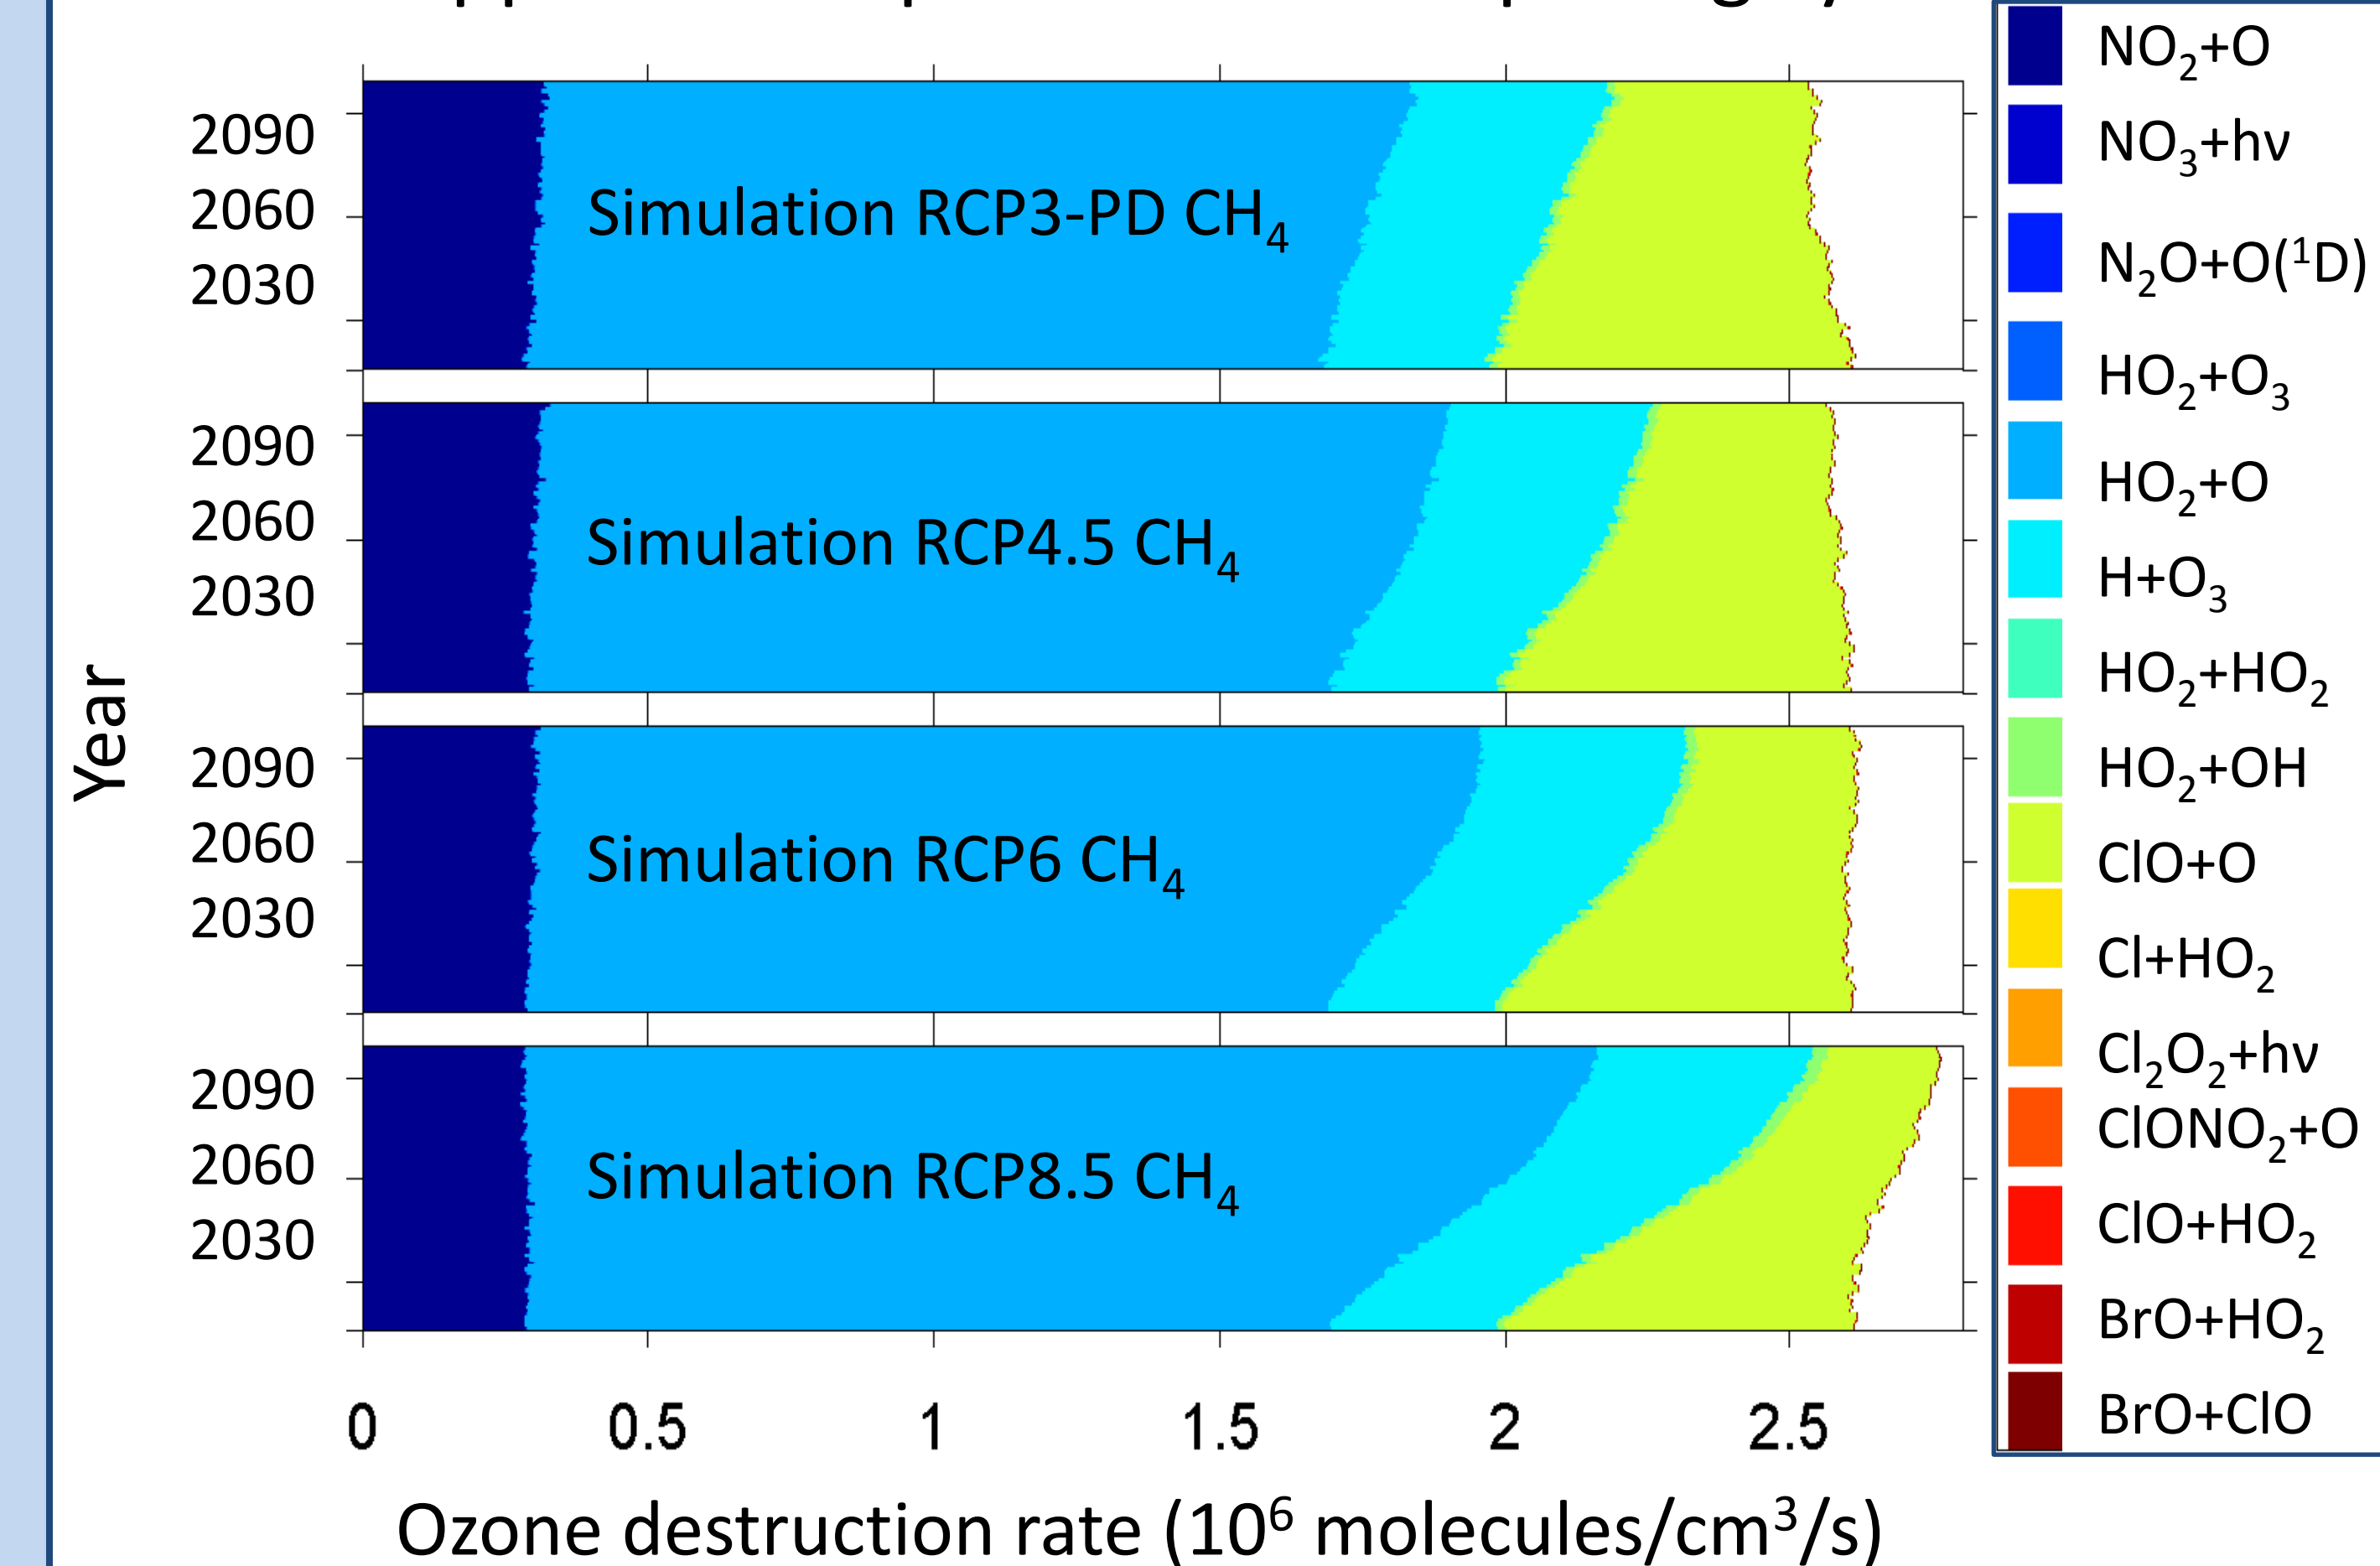 2090
2060
2030
Simulation RCP3-PD CH₄
2090
2060
2030
Simulation RCP4.5 CH₄
Year
2090
2060
2030
Simulation RCP6 CH₄
2090
2060
2030
Simulation RCP8.5 CH₄
0 0.5 1 1.5 2 2.5
Ozone destruction rate (10⁶ molecules/cm³/s)
NO₂+O
NO₃+hν
N₂O+O(¹D)
HO₂+O₃
HO₂+O
H+O₃
HO₂+HO₂
HO₂+OH
ClO+O
Cl+HO₂
Cl₂O₂+hν
ClONO₂+O
ClO+HO₂
BrO+HO₂
BrO+ClO